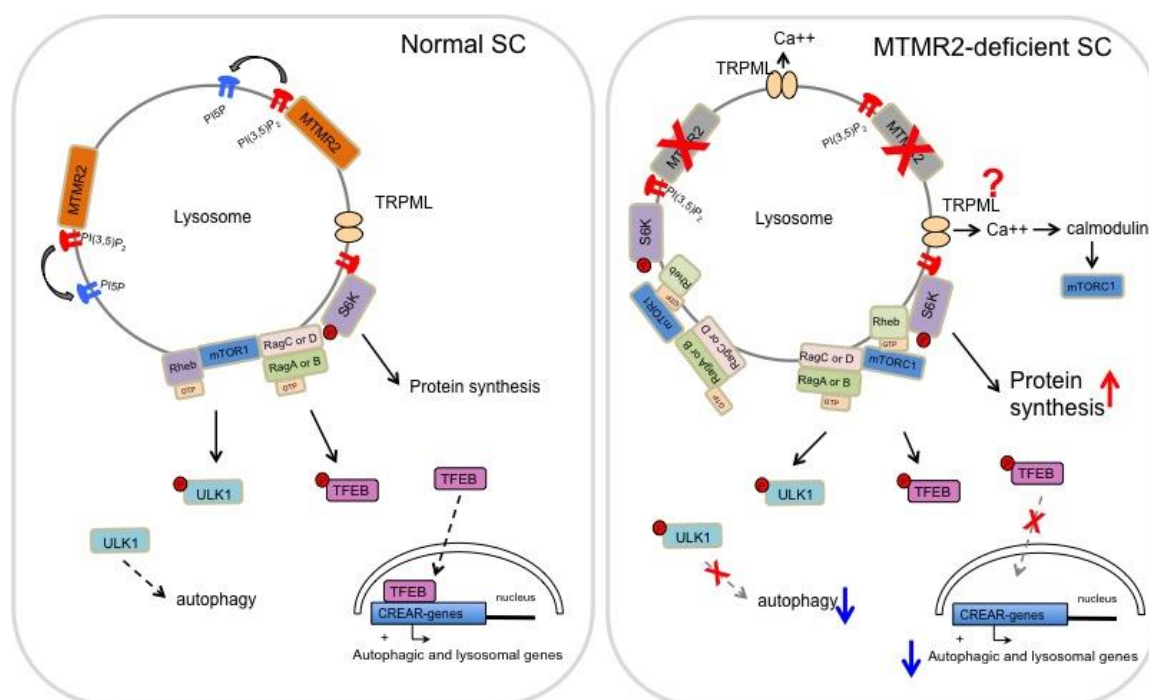 Normal SC
PI5P
PI(3,5)P2
MTMR2
MTMR2
TRPML
Lysosome
PI(3,5)P2
PI5P
S6K
P
Rheb
mTOR1
RagC or D
RagA or B
GTP
GTP
Protein synthesis
P
ULK1
P
TFEB
TFEB
ULK1
autophagy
TFEB
CREAR-genes
nucleus
+
Autophagic and lysosomal genes
MTMR2-deficient SC
Ca++
TRPML
MTMR2
PI(3,5)P2
MTMR2
PI(3,5)P2
?
TRPML
Ca++
calmodulin
mTORC1
Lysosome
S6K
P
Rheb
GTP
mTOR1
RagC or D
RagA or B
GTP
Rheb
GTP
S6K
P
RagC or D
mTORC1
RagA or B
GTP
Protein
synthesis
P
ULK1
P
TFEB
P
TFEB
P
ULK1
autophagy
CREAR-genes
nucleus
+
Autophagic and lysosomal genes